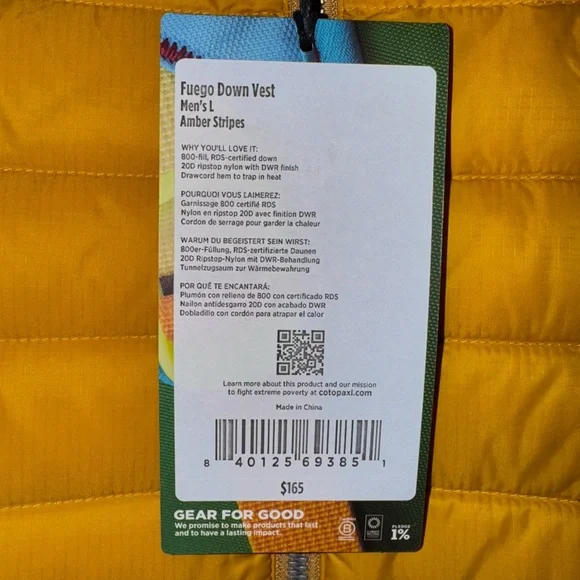 Fuego Down Vest
Men's L
Amber Stripes
WHY YOU'LL LOVE IT:
800-fill, RDS-certified down
20D ripstop nylon with DWR finish
Drawcord hem to trap in heat
POURQUOI VOUS LAIMEREZ:
Garnissage 800 certifié RDS
Nylon en ripstop 20D avec finition DWR
Cordon de serrage pour garder la chaleur
WARUM DU BEGEISTERT SEIN WIRST:
800er-Füllung, RDS-zertifizierte Daunen
20D Ripstop-Nylon mit DWR-Behandlung
Tunnelzugsaum zur Wärmebewahrung
POR QUÉ TE ENCANTARÁ:
Plumón con relleno de 800 con certificado RDS
Nailon antidesgarro 20D con acabado DWR
Dobladillo con cordón para atrapar el calor
Learn more about this product and our mission
to fight extreme poverty at cotopaxi.com
Made in China
8 40125 69385 1
$165
GEAR FOR GOOD
We promise to make products that last
and to have a lasting impact.
B
PLEDGE
1%